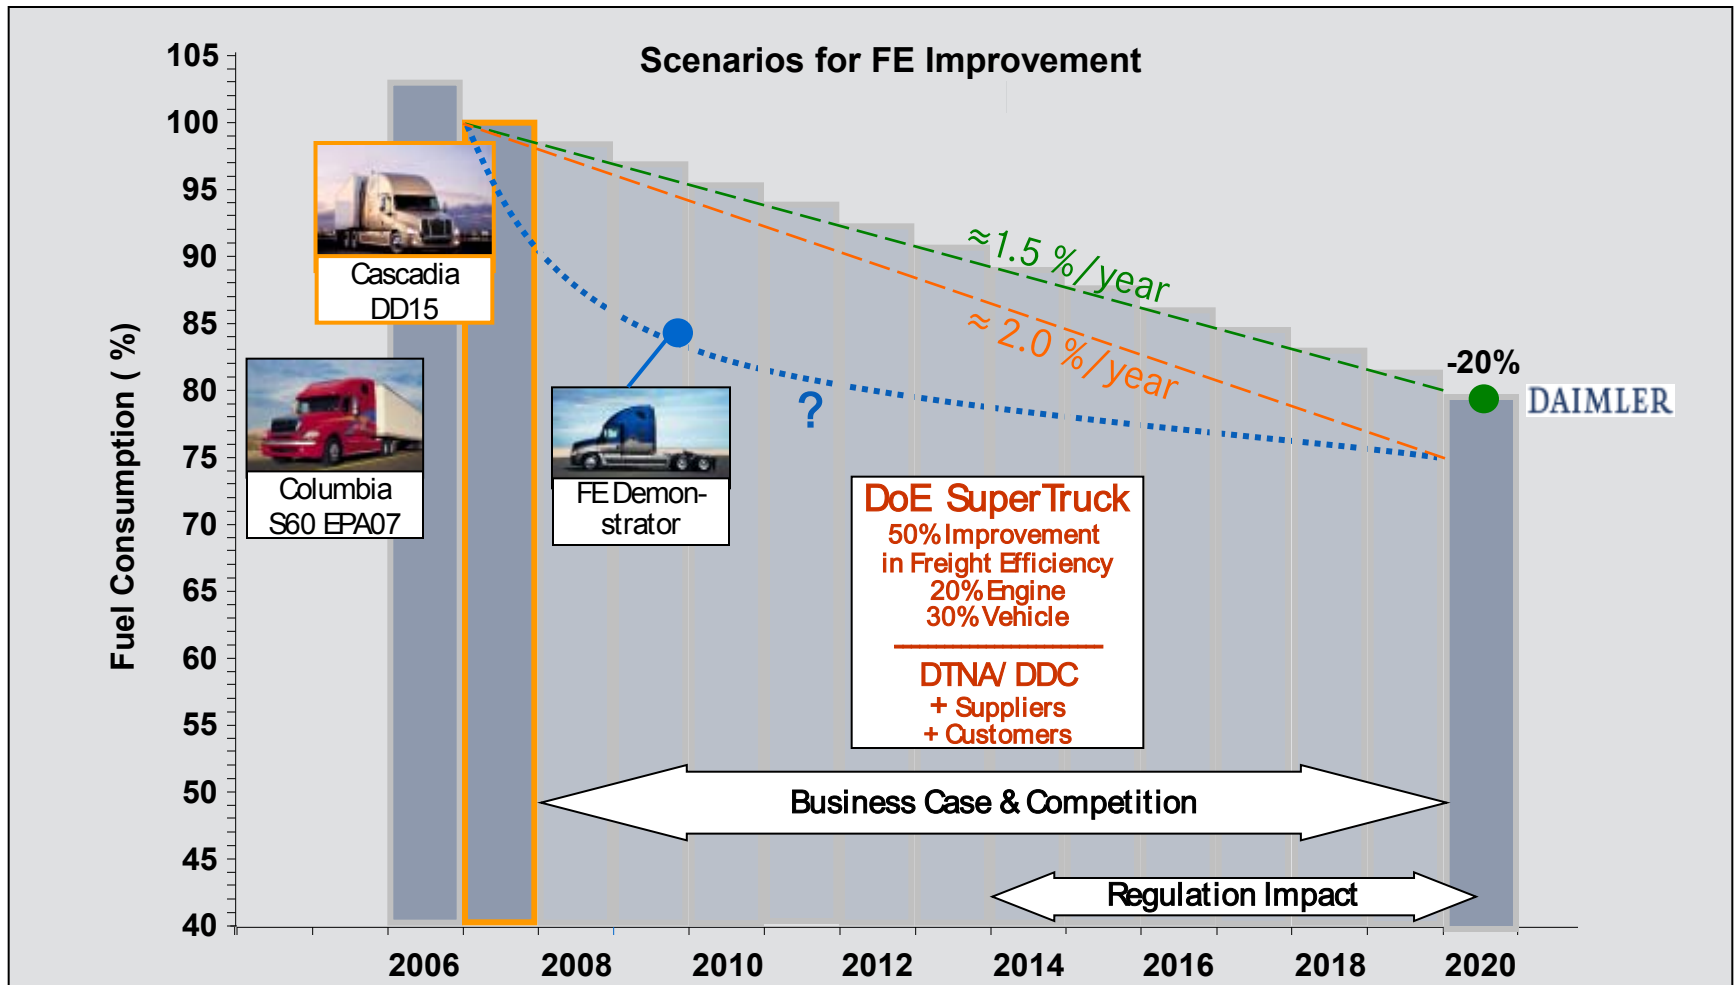 Scenarios for FE Improvement
Fuel Consumption ( %)
105
100
95
90
85
80
75
70
65
60
55
50
45
40
Cascadia
DD15
Columbia
S60 EPA07
FE Demon-
strator
?
≈1.5 %/year
≈ 2.0 %/year
-20%
DAIMLER
DoE SuperTruck
50% Improvement
in Freight Efficiency
20% Engine
30% Vehicle
DTNA/ DDC
+ Suppliers
+ Customers
Business Case & Competition
Regulation Impact
2006 2008 2010 2012 2014 2016 2018 2020